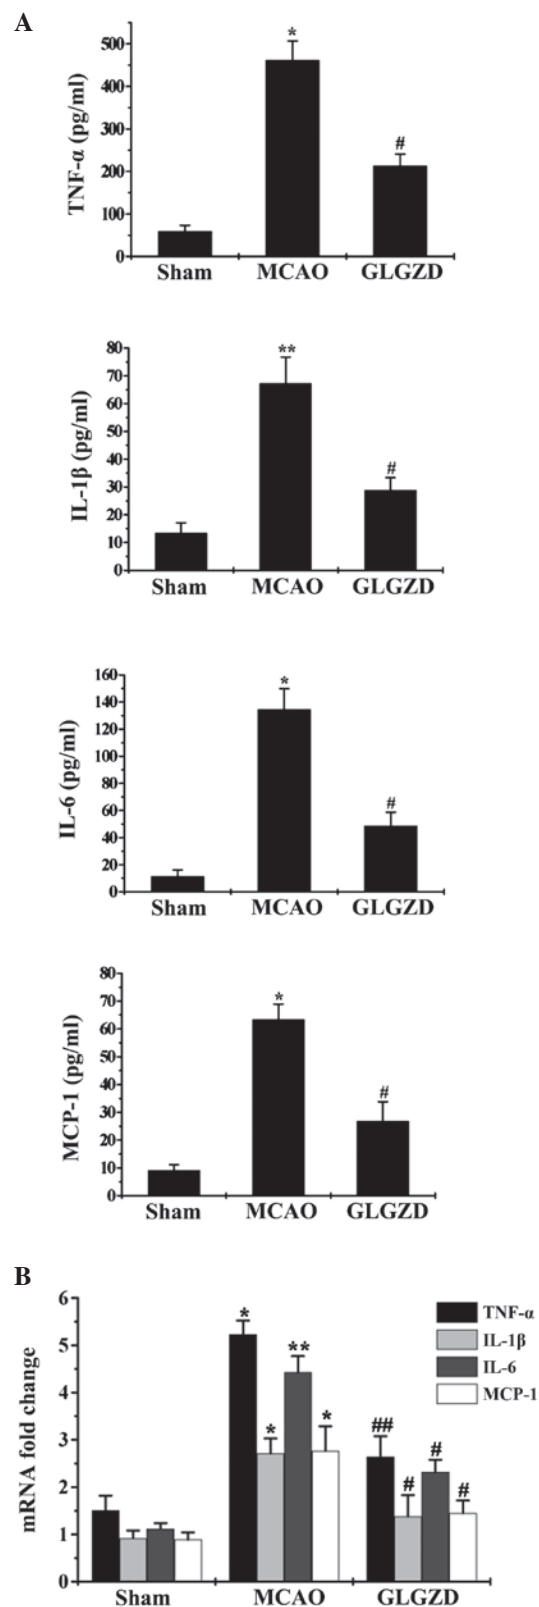 A
TNF-α (pg/ml)
500
400
300
200
100
0
*
#
Sham MCAO GLGZD
IL-1β (pg/ml)
80
70
60
50
40
30
20
10
0
**
#
Sham MCAO GLGZD
IL-6 (pg/ml)
160
140
120
100
80
60
40
20
0
*
#
Sham MCAO GLGZD
MCP-1 (pg/ml)
80
70
60
50
40
30
20
10
0
*
#
Sham MCAO GLGZD
B
mRNA fold change
6
5
4
3
2
1
0
* * ** *
## # # #
TNF-α
IL-1β
IL-6
MCP-1
Sham MCAO GLGZD